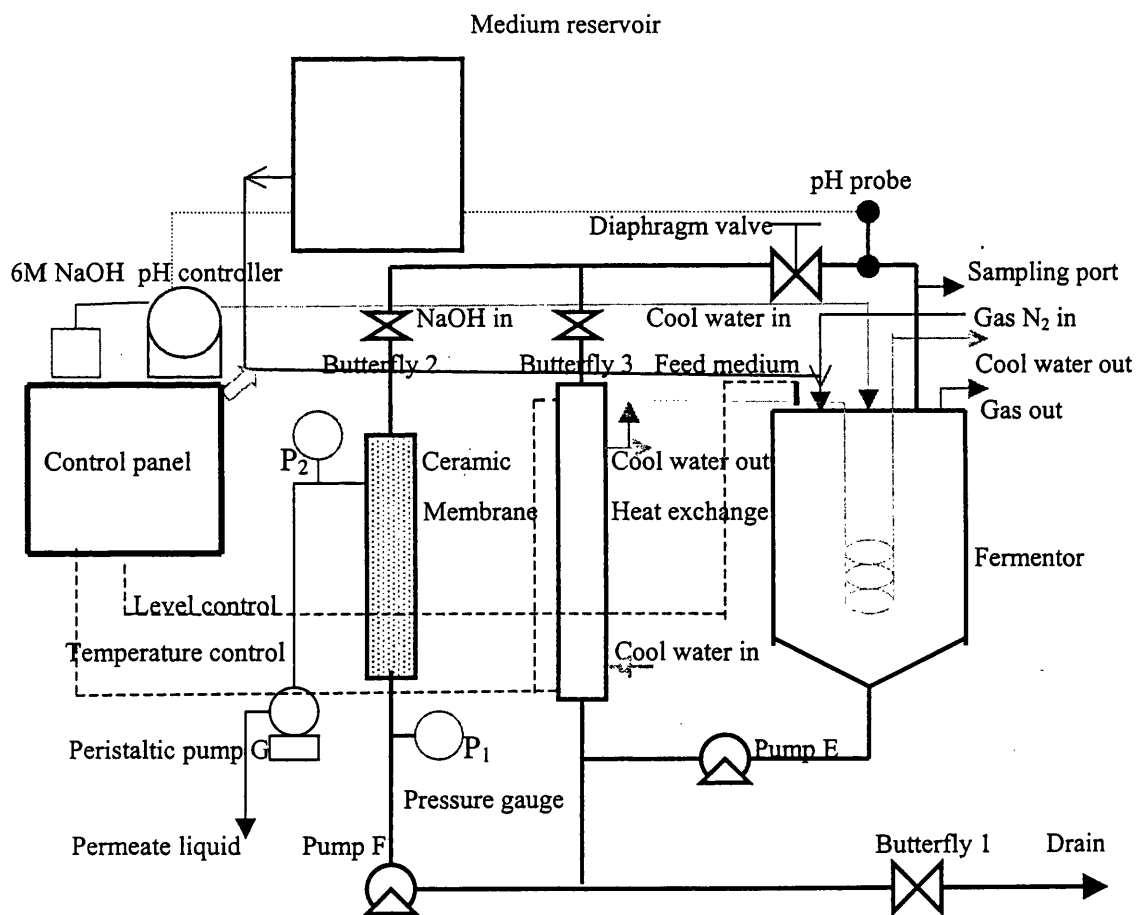 Medium reservoir
pH probe
Diaphragm valve
6M NaOH pH controller
Sampling port
NaOH in
Cool water in
Gas N₂ in
Butterfly 2
Butterfly 3
Feed medium
Cool water out
Gas out
Control panel
P₂
Ceramic
Membrane
Cool water out
Heat exchange
Fermentor
Level control
Temperature control
Cool water in
Peristaltic pump G
P₁
Pump E
Pressure gauge
Permeate liquid
Pump F
Butterfly 1
Drain